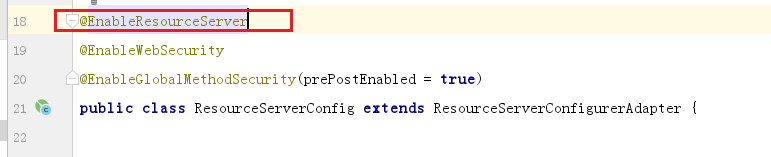 18 @EnableResourceServer
19 @EnableWebSecurity
20 @EnableGlobalMethodSecurity(prePostEnabled = true)
21 public class ResourceServerConfig extends ResourceServerConfigurerAdapter {
22